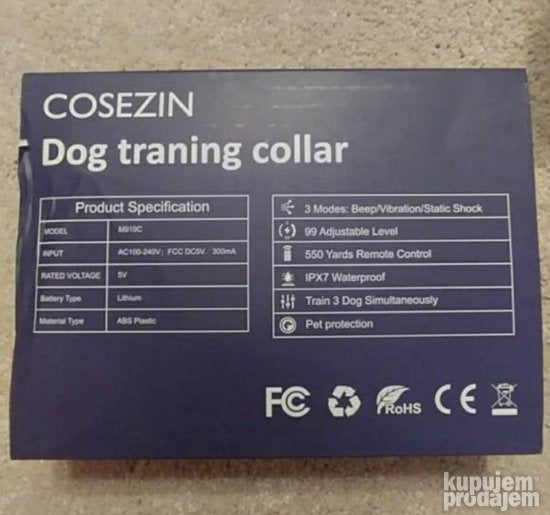 COSEZIN
Dog traning collar
Product Specification
MODEL M919C
INPUT AC100-240V; FCC DC5V/ 300mA
RATED VOLTAGE 5V
Battery Type Lithium
Material Type ABS Plastic
3 Modes: Beep/Vibration/Static Shock
99 Adjustable Level
550 Yards Remote Control
IPX7 Waterproof
Train 3 Dog Simultaneously
Pet protection
FC RoHS CE
kupujem
prodajem